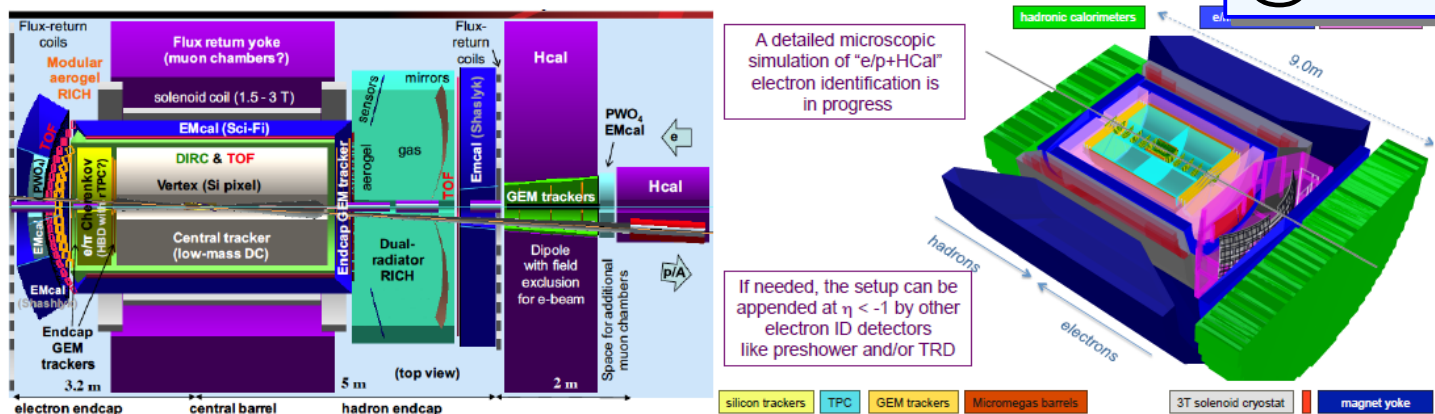 Flux-return
coils
Modular
aerogel
RICH
Flux return yoke
(muon chambers?)
solenoid coil (1.5 - 3 T)
EMcal (Sci-Fi)
TOF
DIRC & TOF
Vertex (Si pixel)
Central tracker
(low-mass DC)
EMcal
e/π Cherenkov
(HBD with rTPC?)
EMcal
(Shashlyk)
Endcap
GEM
trackers
Endcap GEM tracker
sensors
mirrors
aerogel
gas
TOF
Dual-
radiator
RICH
Flux-
return
coils
Emcal (Shaslyk)
Hcal
PWO4
EMcal
e
GEM trackers
Hcal
Dipole
with field
exclusion
for e-beam
p/A
Space for additional
muon chambers
(top view)
3.2 m
5 m
2 m
electron endcap
central barrel
hadron endcap
A detailed microscopic
simulation of "e/p+HCal"
electron identification is
in progress
If needed, the setup can be
appended at η < -1 by other
electron ID detectors
like preshower and/or TRD
hadronic calorimeters
9.0m
hadrons
electrons
silicon trackers
TPC
GEM trackers
Micromegas barrels
3T solenoid cryostat
magnet yoke